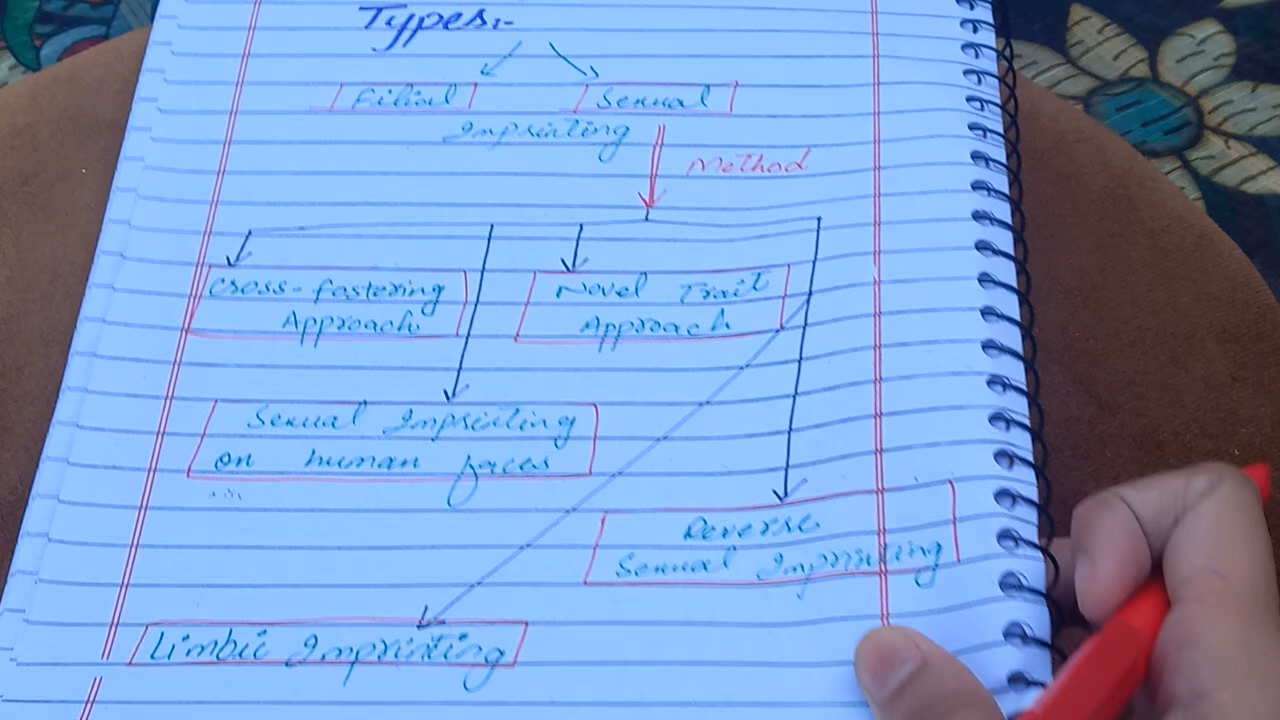 Types:-
Filial Sexual
Imprinting
Method
Cross-fostering
Approach
Novel Trait
Approach
Sexual Imprinting
on human faces
Reverse
Sexual Imprinting
Limbic Imprinting